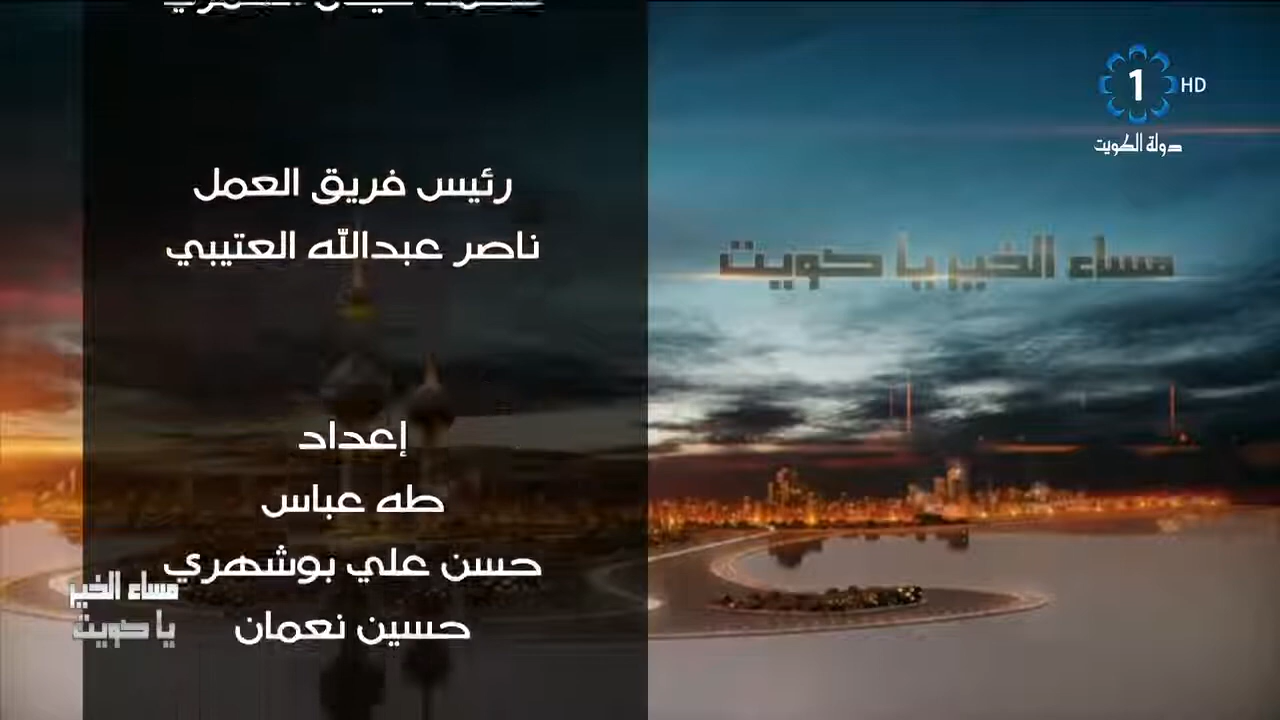 1 HD
دولة الكويت
رئيس فريق العمل
ناصر عبدالله العتيبي
مساء الخير يا كويت
إعداد
طه عباس
حسن علي بوشهري
حسين نعمان
مساء الخير
يا كويت